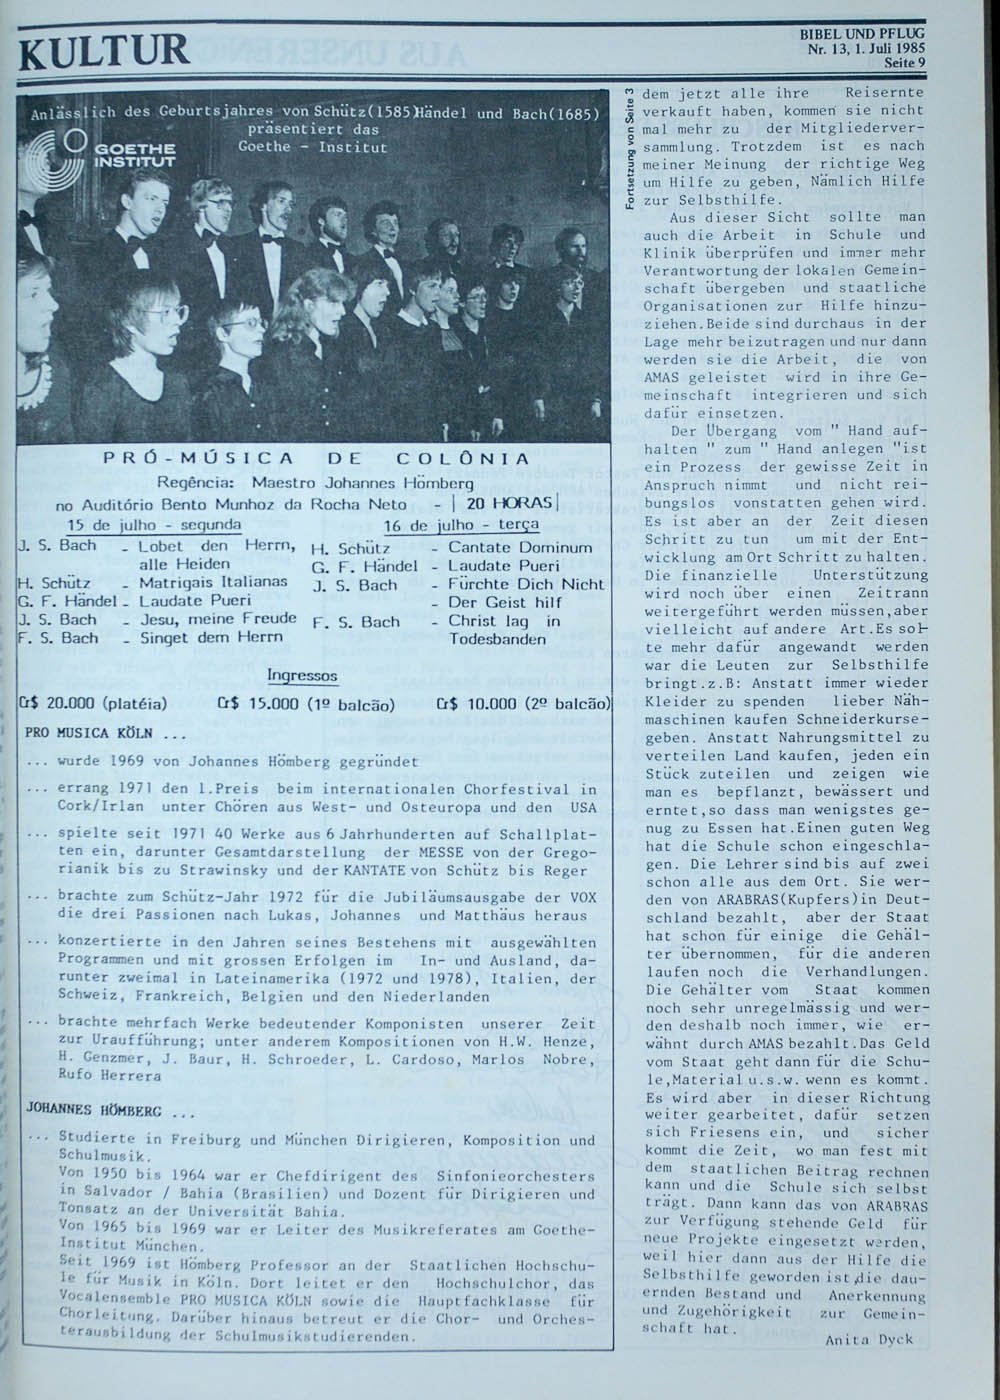 KULTUR
BIBEL UND PFLUG
Nr. 13, 1. Juli 1985
Seite 9
Anlässlich des Geburtsjahres von Schütz(1585)Händel und Bach(1685)
präsentiert das
Goethe - Institut
GOETHE
INSTITUT
PRÓ-MÚSICA DE COLÔNIA
Regência: Maestro Johannes Hömberg
no Auditório Bento Munhoz da Rocha Neto - | 20 HORAS|
15 de julho - segunda
J. S. Bach - Lobet den Herrn,
alle Heiden
H. Schütz - Matrigais Italianas
G. F. Händel - Laudate Pueri
J. S. Bach - Jesu, meine Freude
F. S. Bach - Singet dem Herrn
16 de julho - terça
H. Schütz - Cantate Dominum
G. F. Händel - Laudate Pueri
J. S. Bach - Fürchte Dich Nicht
- Der Geist hilf
F. S. Bach - Christ lag in
Todesbanden
Ingressos
Cr$ 20.000 (platéia) Cr$ 15.000 (1º balcão) Cr$ 10.000 (2º balcão)
PRO MUSICA KÖLN ...
... wurde 1969 von Johannes Hömberg gegründet
... errang 1971 den 1.Preis beim internationalen Chorfestival in
Cork/Irlan unter Chören aus West- und Osteuropa und den USA
... spielte seit 1971 40 Werke aus 6 Jahrhunderten auf Schallplat-
ten ein, darunter Gesamtdarstellung der MESSE von der Grego-
rianik bis zu Strawinsky und der KANTATE von Schütz bis Reger
... brachte zum Schütz-Jahr 1972 für die Jubiläumsausgabe der VOX
die drei Passionen nach Lukas, Johannes und Matthäus heraus
... konzertierte in den Jahren seines Bestehens mit ausgewählten
Programmen und mit grossen Erfolgen im In- und Ausland, da-
runter zweimal in Lateinamerika (1972 und 1978), Italien, der
Schweiz, Frankreich, Belgien und den Niederlanden
... brachte mehrfach Werke bedeutender Komponisten unserer Zeit
zur Uraufführung; unter anderem Kompositionen von H.W. Henze,
H. Genzmer, J. Baur, H. Schroeder, L. Cardoso, Marlos Nobre,
Rufo Herrera
JOHANNES HÖMBERG ...
... Studierte in Freiburg und München Dirigieren, Komposition und
Schulmusik.
Von 1950 bis 1964 war er Chefdirigent des Sinfonieorchesters
in Salvador / Bahia (Brasilien) und Dozent für Dirigieren und
Tonsatz an der Universität Bahia.
Von 1965 bis 1969 war er Leiter des Musikreferates am Goethe-
Institut München.
Seit 1969 ist Hömberg Professor an der Staatlichen Hochschu-
le für Musik in Köln. Dort leitet er den Hochschulchor, das
Vocalensemble PRO MUSICA KÖLN sowie die Hauptfachklasse für
Chorleitung. Darüber hinaus betreut er die Chor- und Orches-
terausbildung der Schulmusikstudierenden.
Fortsetzung von Seite 3
dem jetzt alle ihre Reisernte
verkauft haben, kommen sie nicht
mal mehr zu der Mitgliederver-
sammlung. Trotzdem ist es nach
meiner Meinung der richtige Weg
um Hilfe zu geben, Nämlich Hilfe
zur Selbsthilfe.
Aus dieser Sicht sollte man
auch die Arbeit in Schule und
Klinik überprüfen und immer mehr
Verantwortung der lokalen Gemein-
schaft übergeben und staatliche
Organisationen zur Hilfe hinzu-
ziehen.Beide sind durchaus in der
Lage mehr beizutragen und nur dann
werden sie die Arbeit, die von
AMAS geleistet wird in ihre Ge-
meinschaft integrieren und sich
dafür einsetzen.
Der Übergang vom " Hand auf-
halten " zum " Hand anlegen "ist
ein Prozess der gewisse Zeit in
Anspruch nimmt und nicht rei-
bungslos vonstatten gehen wird.
Es ist aber an der Zeit diesen
Schritt zu tun um mit der Ent-
wicklung am Ort Schritt zu halten.
Die finanzielle Unterstützung
wird noch über einen Zeitrann
weitergeführt werden müssen,aber
vielleicht auf andere Art.Es sol-
te mehr dafür angewandt werden
war die Leuten zur Selbsthilfe
bringt.z.B: Anstatt immer wieder
Kleider zu spenden lieber Näh-
maschinen kaufen Schneiderkurse-
geben. Anstatt Nahrungsmittel zu
verteilen Land kaufen, jeden ein
Stück zuteilen und zeigen wie
man es bepflanzt, bewässert und
erntet,so dass man wenigstes ge-
nug zu Essen hat.Einen guten Weg
hat die Schule schon eingeschla-
gen. Die Lehrer sind bis auf zwei
schon alle aus dem Ort. Sie wer-
den von ARABRAS(Kupfers)in Deut-
schland bezahlt, aber der Staat
hat schon für einige die Gehäl-
ter übernommen, für die anderen
laufen noch die Verhandlungen.
Die Gehälter vom Staat kommen
noch sehr unregelmässig und wer-
den deshalb noch immer, wie er-
wähnt durch AMAS bezahlt.Das Geld
vom Staat geht dann für die Schu-
le,Material u.s.w. wenn es kommt.
Es wird aber in dieser Richtung
weiter gearbeitet, dafür setzen
sich Friesens ein, und sicher
kommt die Zeit, wo man fest mit
dem staatlichen Beitrag rechnen
kann und die Schule sich selbst
trägt. Dann kann das von ARABRAS
zur Verfügung stehende Geld für
neue Projekte eingesetzt werden,
weil hier dann aus der Hilfe die
Selbsthilfe geworden ist,die dau-
ernden Bestand und Anerkennung
und Zugehörigkeit zur Gemein-
schaft hat.
Anita Dyck